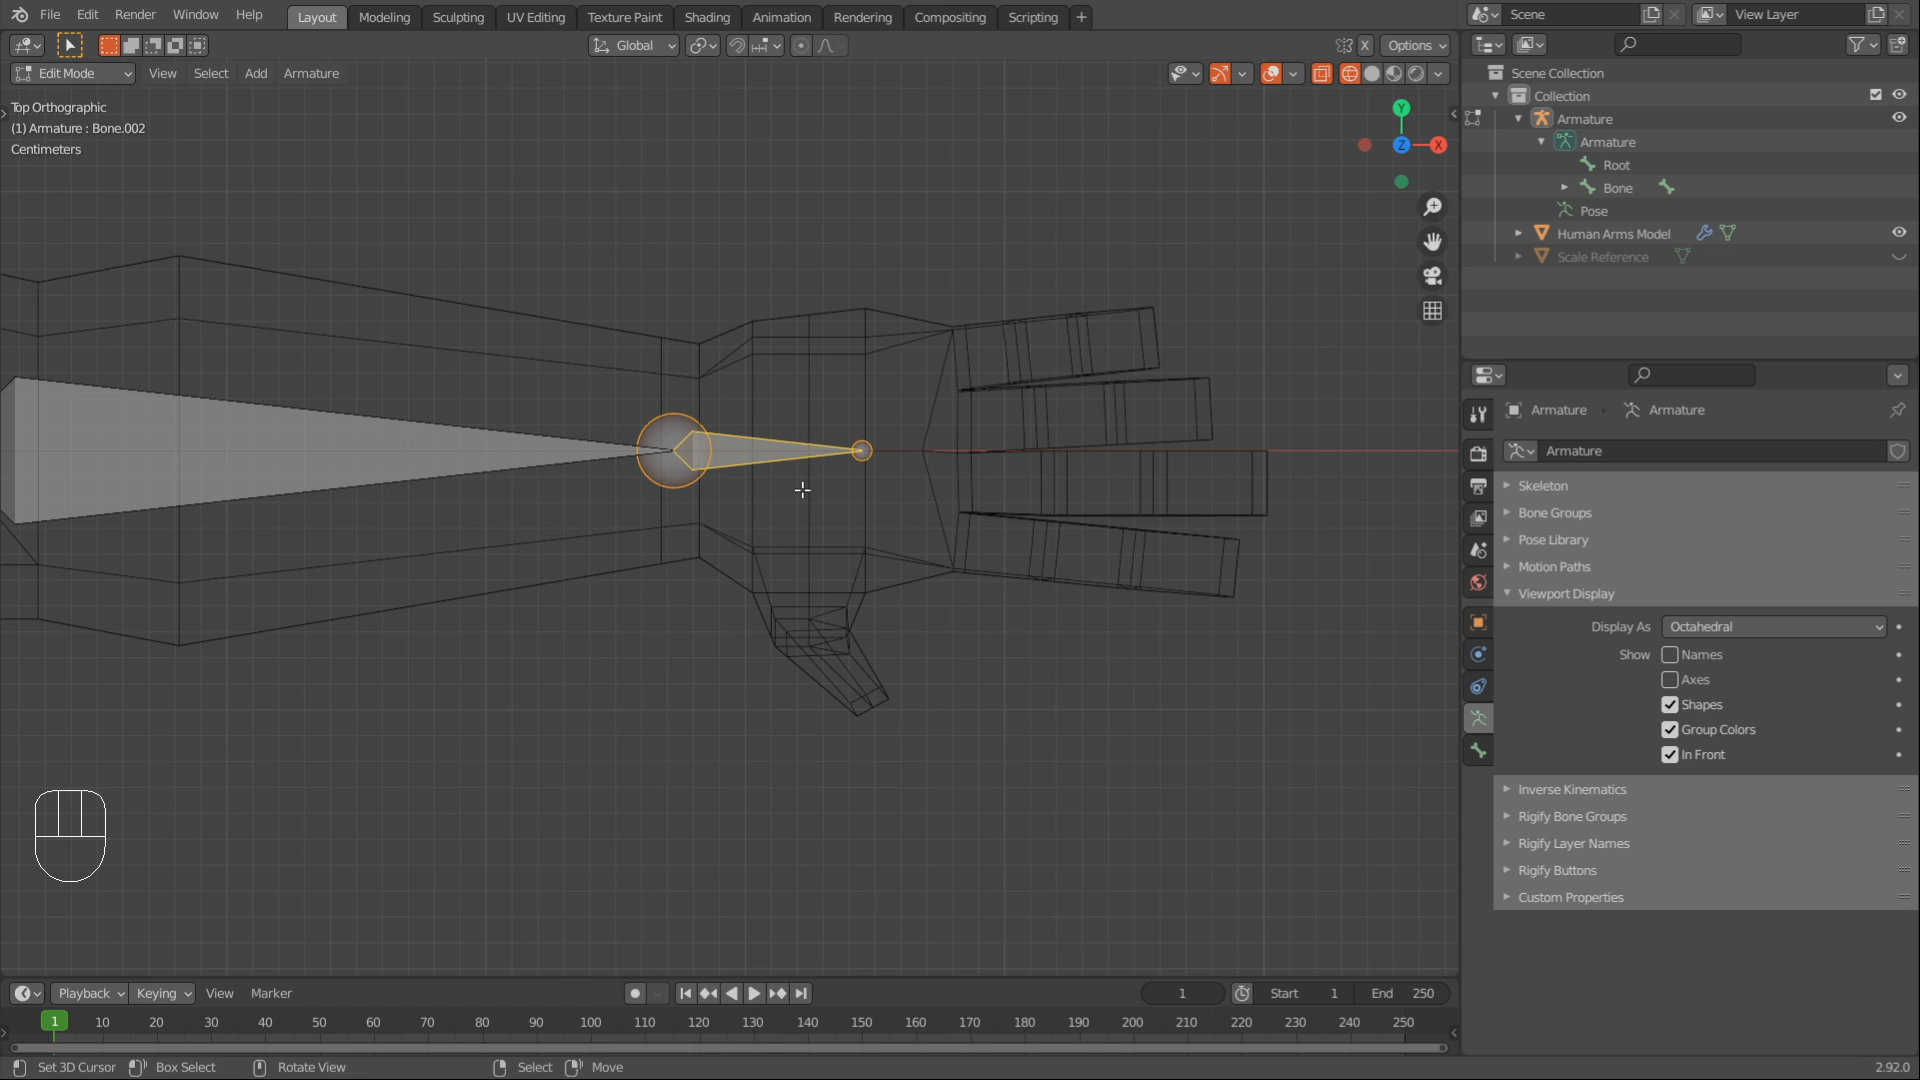 File Edit Render Window Help Layout Modeling Sculpting UV Editing Texture Paint Shading Animation Rendering Compositing Scripting + Scene View Layer
Global X Options
Edit Mode View Select Add Armature
Top Orthographic
(1) Armature : Bone.002
Centimeters
Y
Z X
Scene Collection
Collection
Armature
Armature
Root
Bone
Pose
Human Arms Model
Scale Reference
Armature Armature
Armature
Skeleton
Bone Groups
Pose Library
Motion Paths
Viewport Display
Display As Octahedral
Show Names
Axes
Shapes
Group Colors
In Front
Inverse Kinematics
Rigify Bone Groups
Rigify Layer Names
Rigify Buttons
Custom Properties
Playback Keying View Marker 1 Start 1 End 250
1 10 20 30 40 50 60 70 80 90 100 110 120 130 140 150 160 170 180 190 200 210 220 230 240 250
Set 3D Cursor Box Select Rotate View Select Move 2.92.0